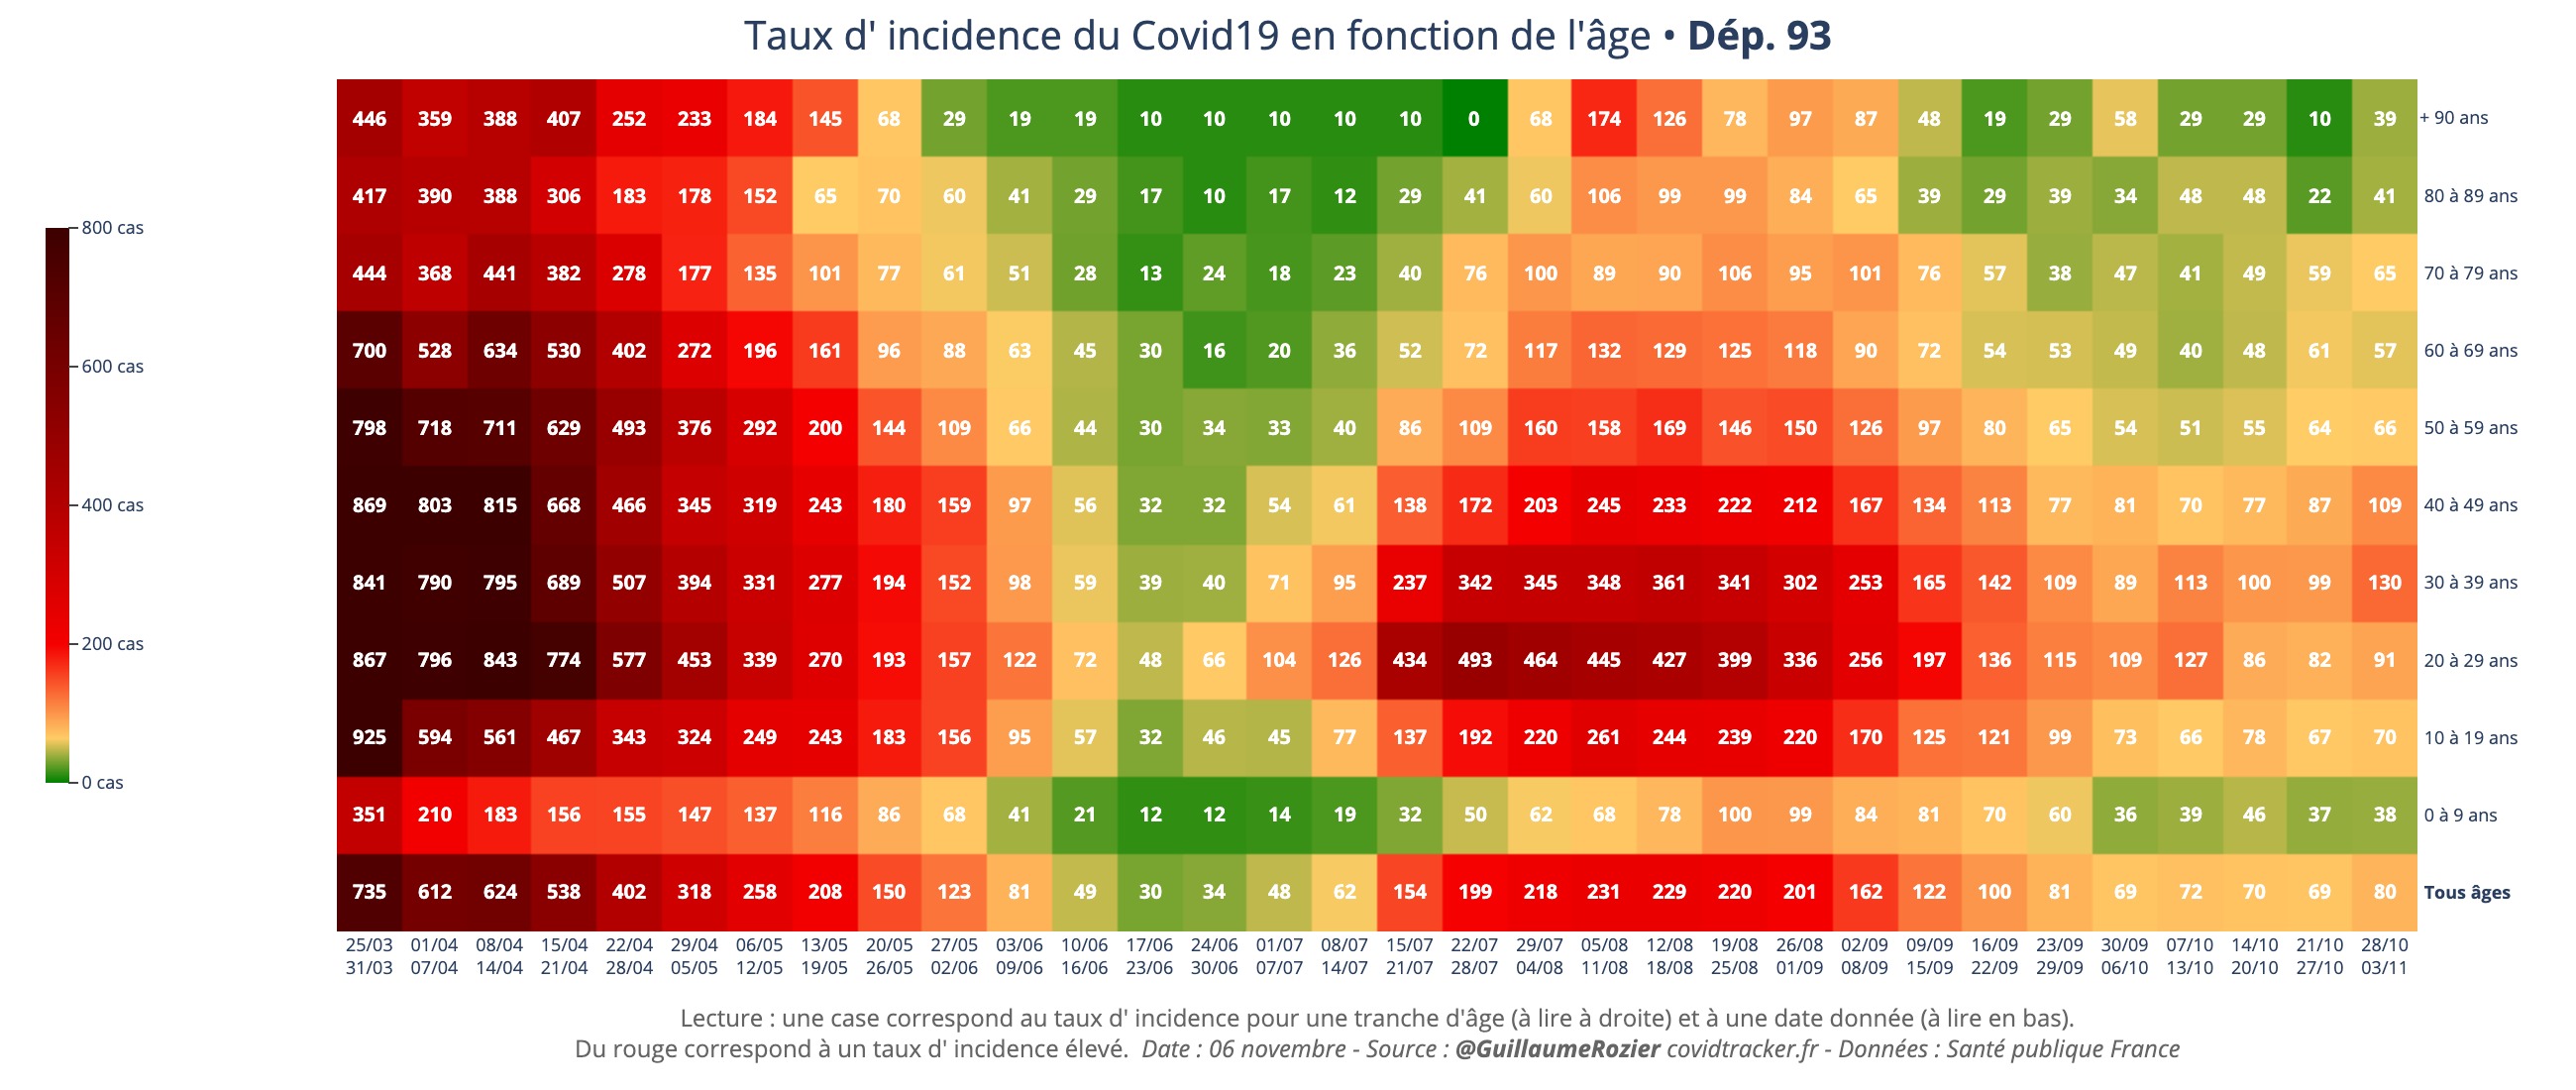 Taux d' incidence du Covid19 en fonction de l'âge • Dép. 93
446 359 388 407 252 233 184 145 68 29 19 19 10 10 10 10 10 0 68 174 126 78 97 87 48 19 29 58 29 29 10 39 + 90 ans
417 390 388 306 183 178 152 65 70 60 41 29 17 10 17 12 29 41 60 106 99 99 84 65 39 29 39 34 48 48 22 41 80 à 89 ans
444 368 441 382 278 177 135 101 77 61 51 28 13 24 18 23 40 76 100 89 90 106 95 101 76 57 38 47 41 49 59 65 70 à 79 ans
700 528 634 530 402 272 196 161 96 88 63 45 30 16 20 36 52 72 117 132 129 125 118 90 72 54 53 49 40 48 61 57 60 à 69 ans
798 718 711 629 493 376 292 200 144 109 66 44 30 34 33 40 86 109 160 158 169 146 150 126 97 80 65 54 51 55 64 66 50 à 59 ans
869 803 815 668 466 345 319 243 180 159 97 56 32 32 54 61 138 172 203 245 233 222 212 167 134 113 77 81 70 77 87 109 40 à 49 ans
841 790 795 689 507 394 331 277 194 152 98 59 39 40 71 95 237 342 345 348 361 341 302 253 165 142 109 89 113 100 99 130 30 à 39 ans
867 796 843 774 577 453 339 270 193 157 122 72 48 66 104 126 434 493 464 445 427 399 336 256 197 136 115 109 127 86 82 91 20 à 29 ans
925 594 561 467 343 324 249 243 183 156 95 57 32 46 45 77 137 192 220 261 244 239 220 170 125 121 99 73 66 78 67 70 10 à 19 ans
351 210 183 156 155 147 137 116 86 68 41 21 12 12 14 19 32 50 62 68 78 100 99 84 81 70 60 36 39 46 37 38 0 à 9 ans
735 612 624 538 402 318 258 208 150 123 81 49 30 34 48 62 154 199 218 231 229 220 201 162 122 100 81 69 72 70 69 80 Tous âges
25/03 01/04 08/04 15/04 22/04 29/04 06/05 13/05 20/05 27/05 03/06 10/06 17/06 24/06 01/07 08/07 15/07 22/07 29/07 05/08 12/08 19/08 26/08 02/09 09/09 16/09 23/09 30/09 07/10 14/10 21/10 28/10
31/03 07/04 14/04 21/04 28/04 05/05 12/05 19/05 26/05 02/06 09/06 16/06 23/06 30/06 07/07 14/07 21/07 28/07 04/08 11/08 18/08 25/08 01/09 08/09 15/09 22/09 29/09 06/10 13/10 20/10 27/10 03/11
800 cas
600 cas
400 cas
200 cas
0 cas
Lecture : une case correspond au taux d' incidence pour une tranche d'âge (à lire à droite) et à une date donnée (à lire en bas).
Du rouge correspond à un taux d' incidence élevé. Date : 06 novembre - Source : @GuillaumeRozier covidtracker.fr - Données : Santé publique France